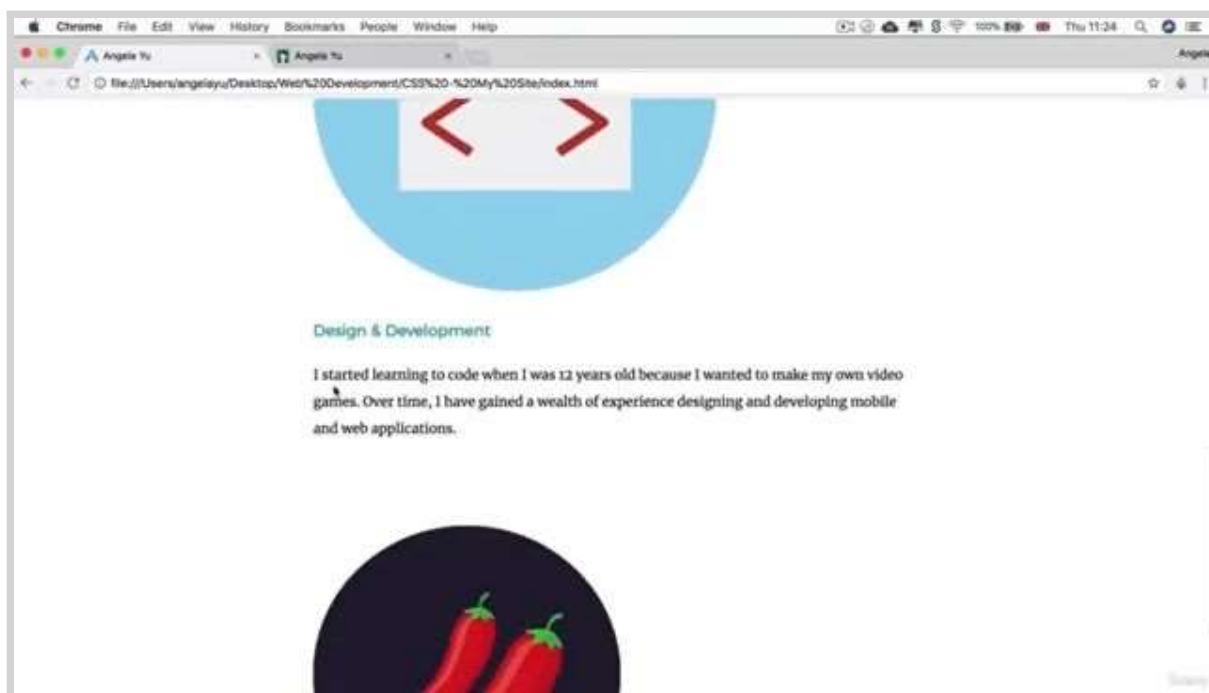 Chrome File Edit View History Bookmarks People Window Help 100% Thu 11:24
Angela Yu Angela Yu Angela
file:///Users/angelayu/Desktop/Web%20Development/CSS%20-%20My%20Site/index.html
< >
Design & Development
I started learning to code when I was 12 years old because I wanted to make my own video
games. Over time, I have gained a wealth of experience designing and developing mobile
and web applications.